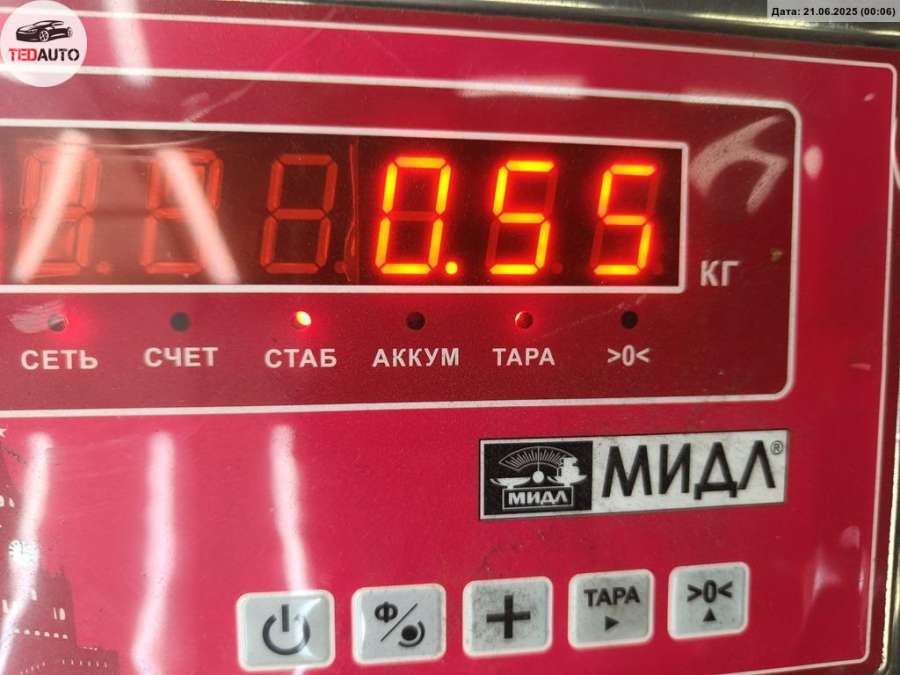 TEDAUTO
Дата: 21.06.2025 (00:06)
0.55
КГ
СЕТЬ СЧЕТ СТАБ АККУМ ТАРА >0<
МИДЛ МИДЛ®
Ф ТАРА >0<